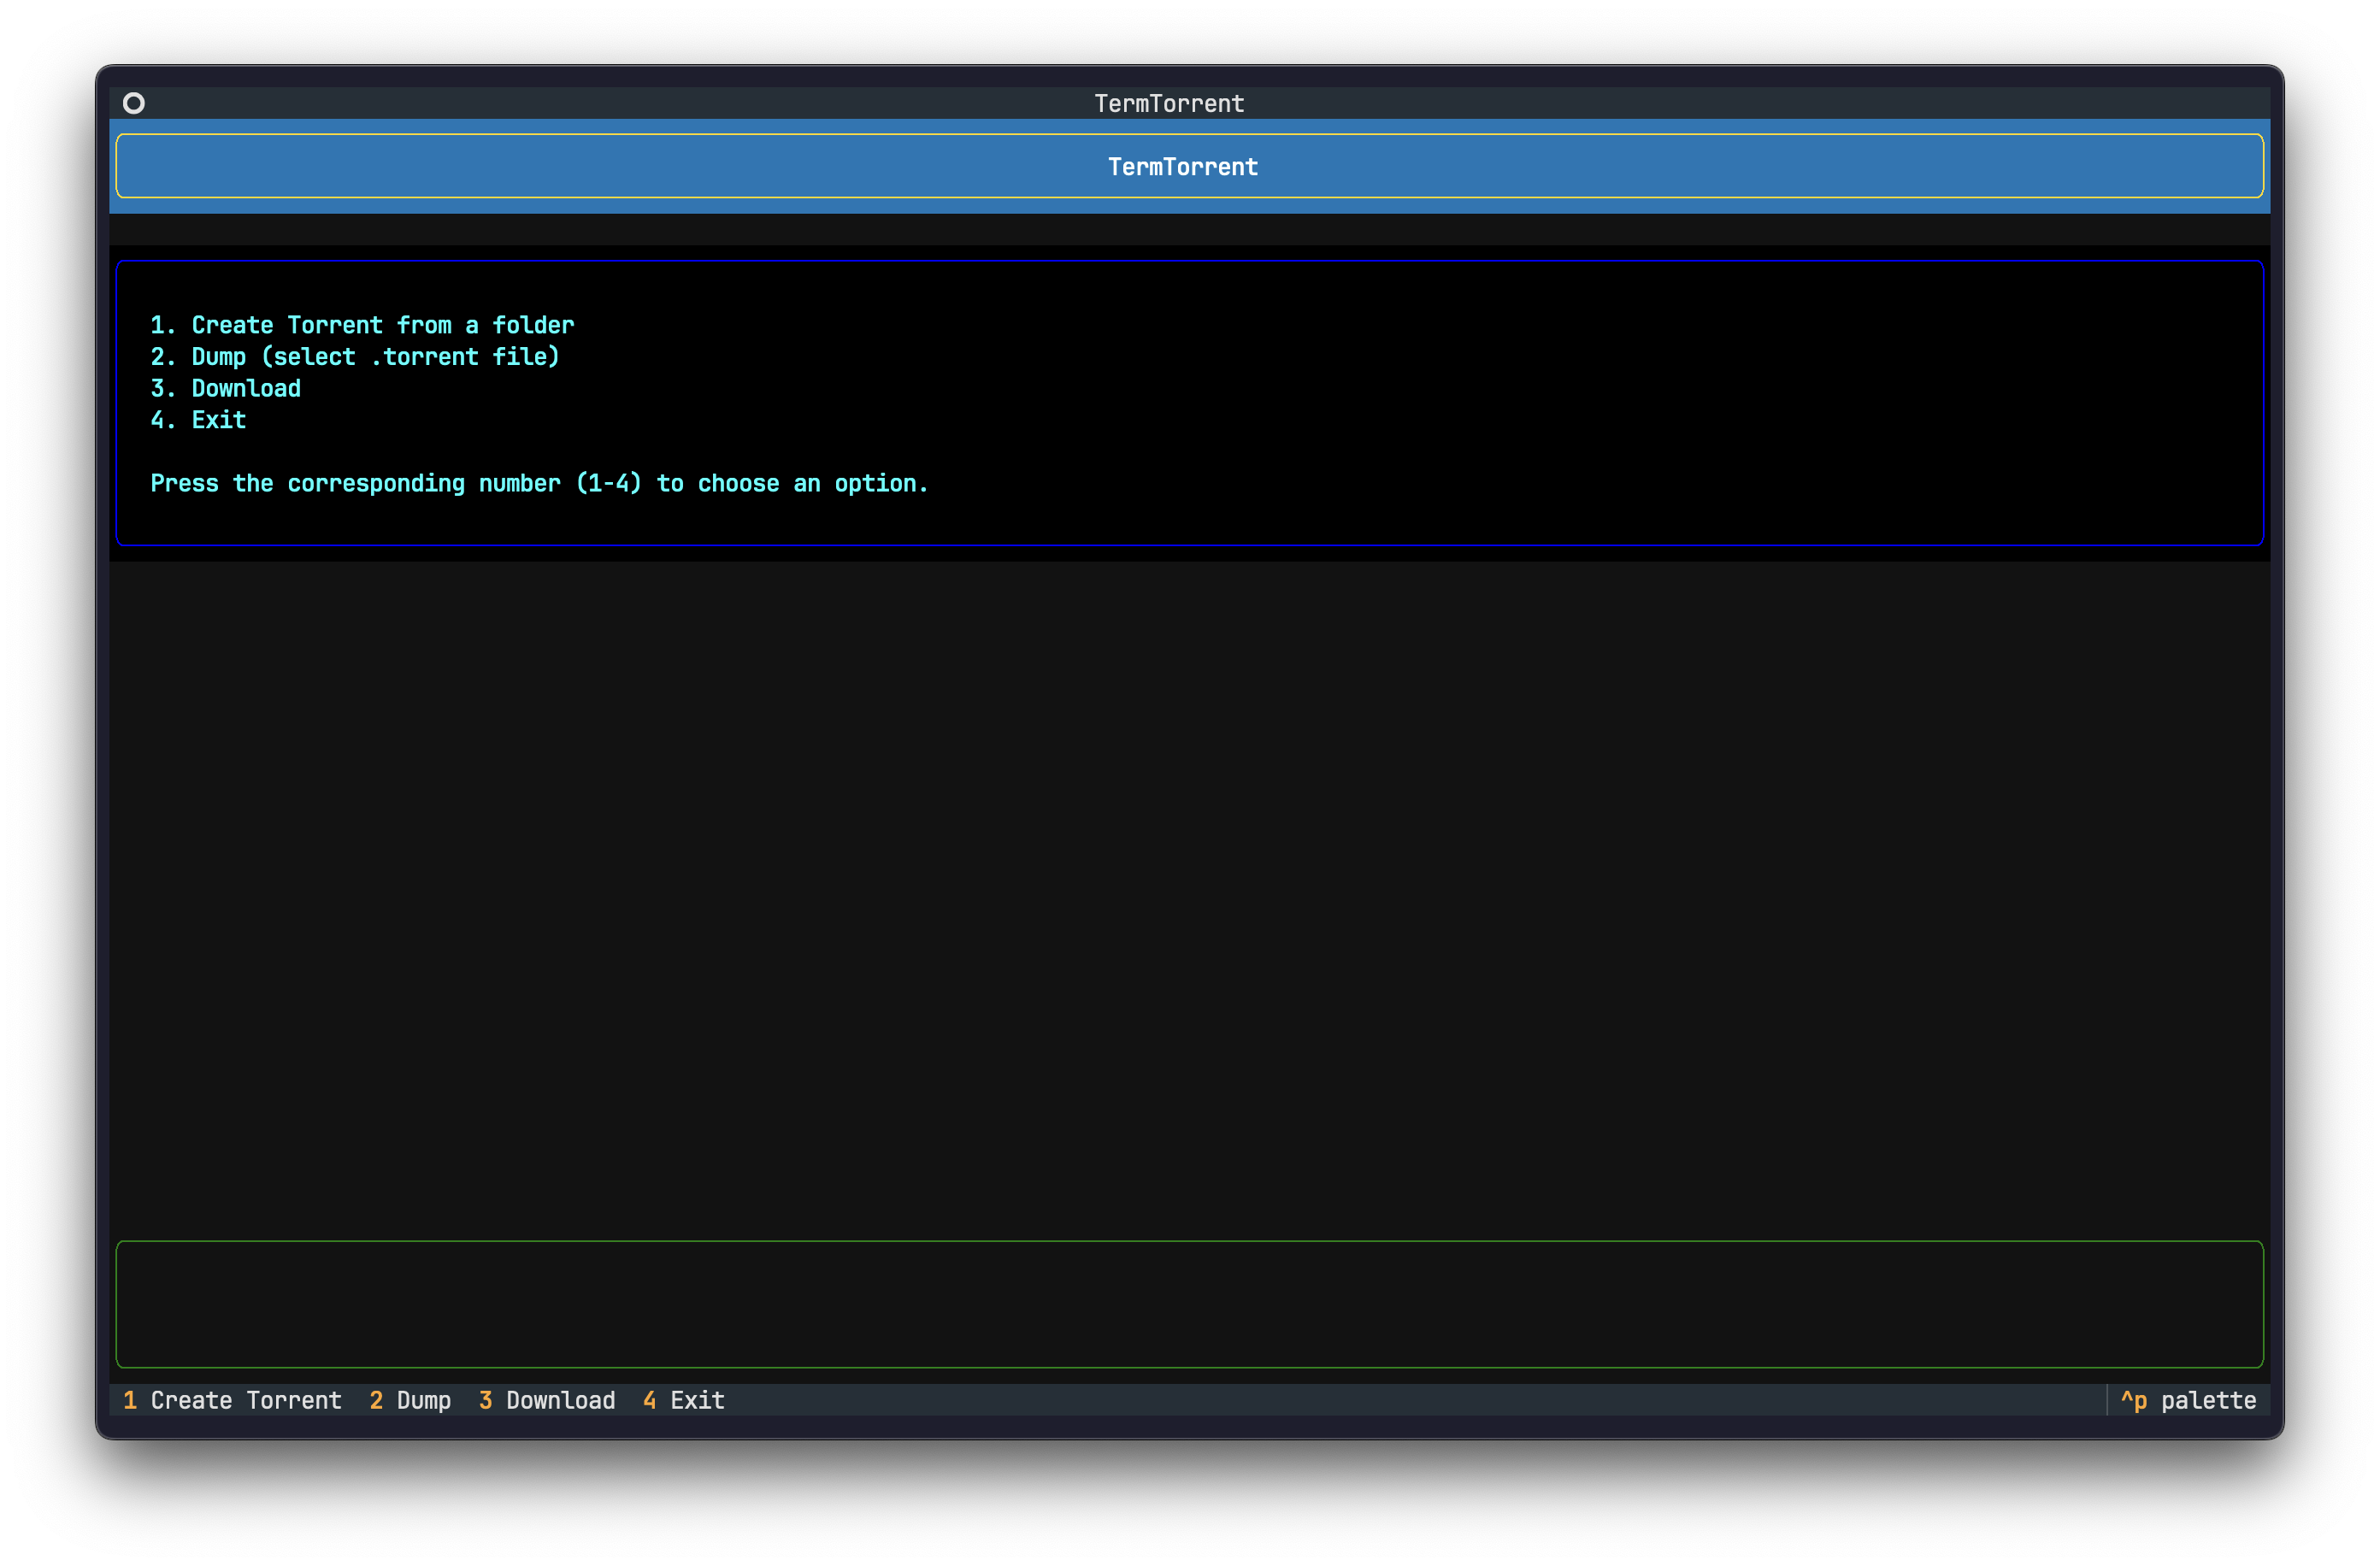 TermTorrent
TermTorrent
1. Create Torrent from a folder
2. Dump (select .torrent file)
3. Download
4. Exit
Press the corresponding number (1-4) to choose an option.
1 Create Torrent 2 Dump 3 Download 4 Exit ^p palette